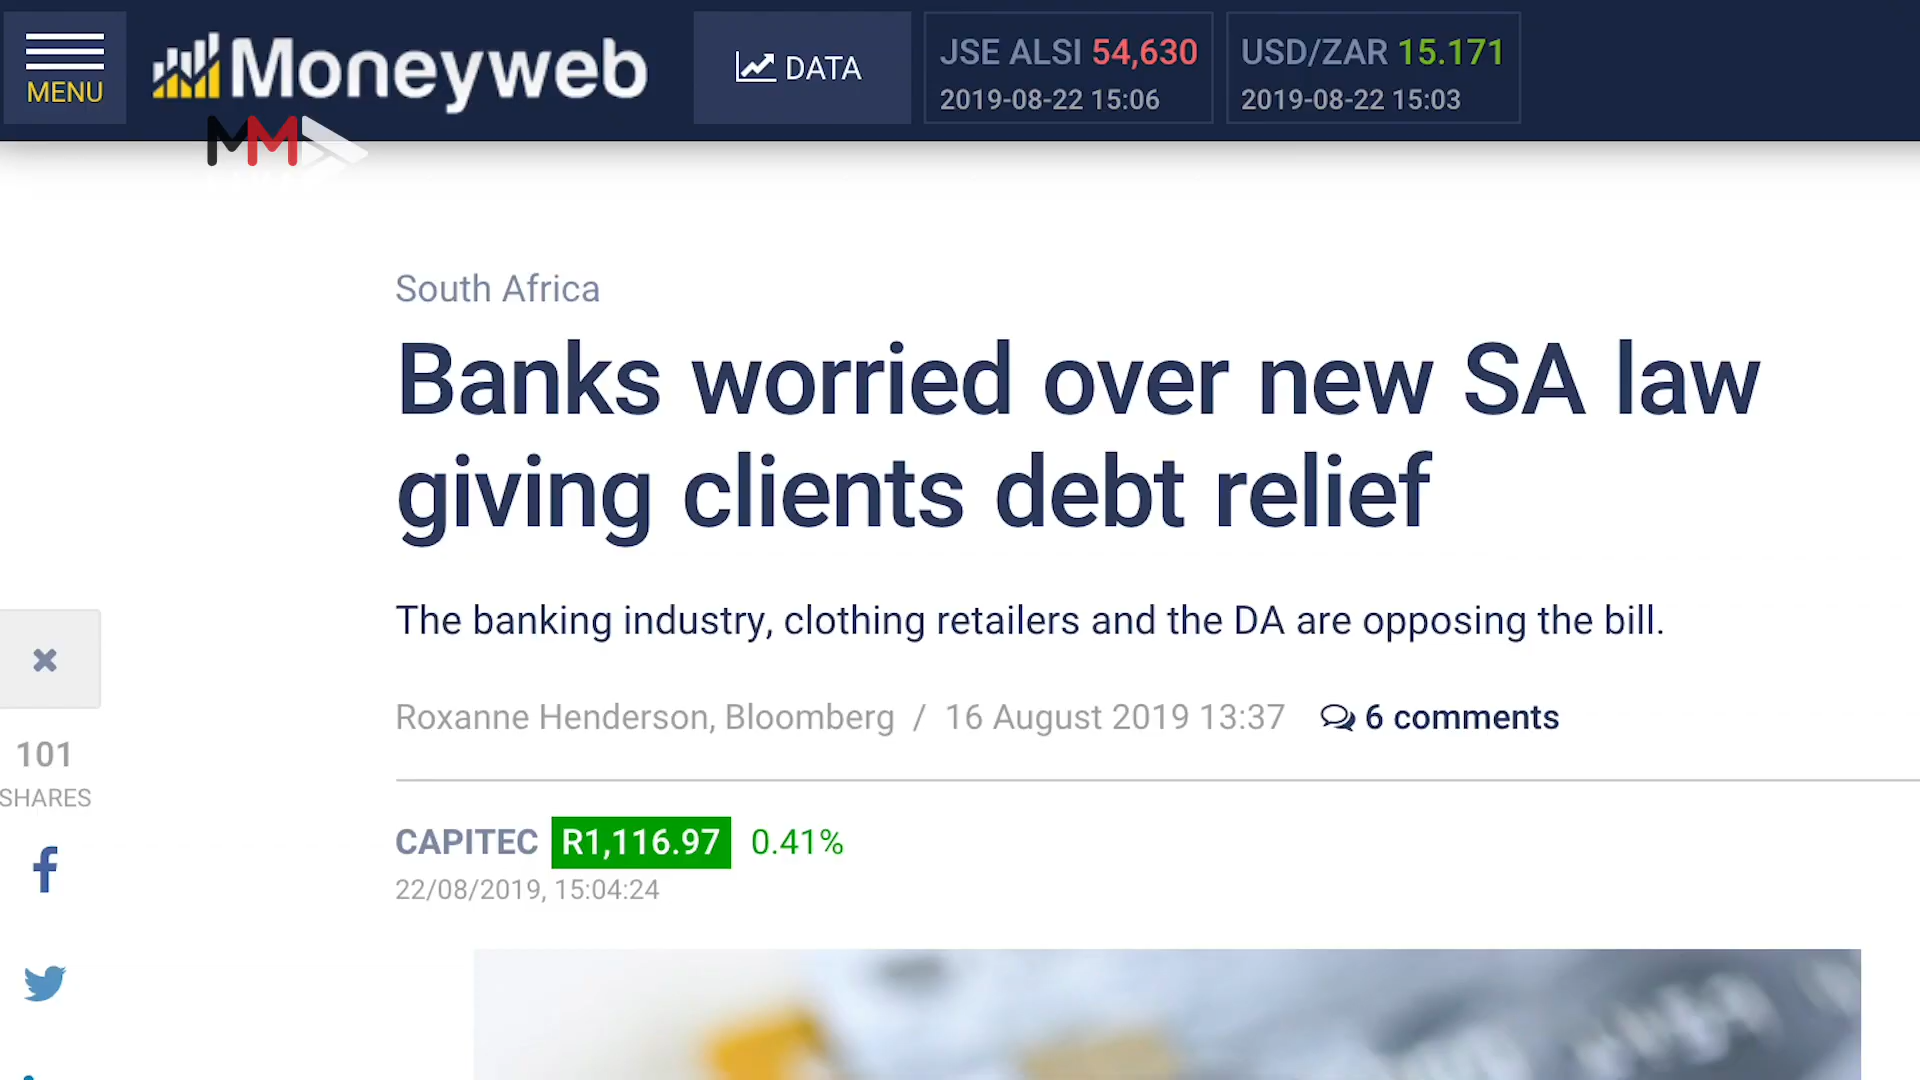 MENU
Moneyweb
DATA
JSE ALSI 54,630
2019-08-22 15:06
USD/ZAR 15.171
2019-08-22 15:03
MMA
South Africa
Banks worried over new SA law
giving clients debt relief
The banking industry, clothing retailers and the DA are opposing the bill.
Roxanne Henderson, Bloomberg / 16 August 2019 13:37 6 comments
101
SHARES
CAPITEC R1,116.97 0.41%
22/08/2019, 15:04:24